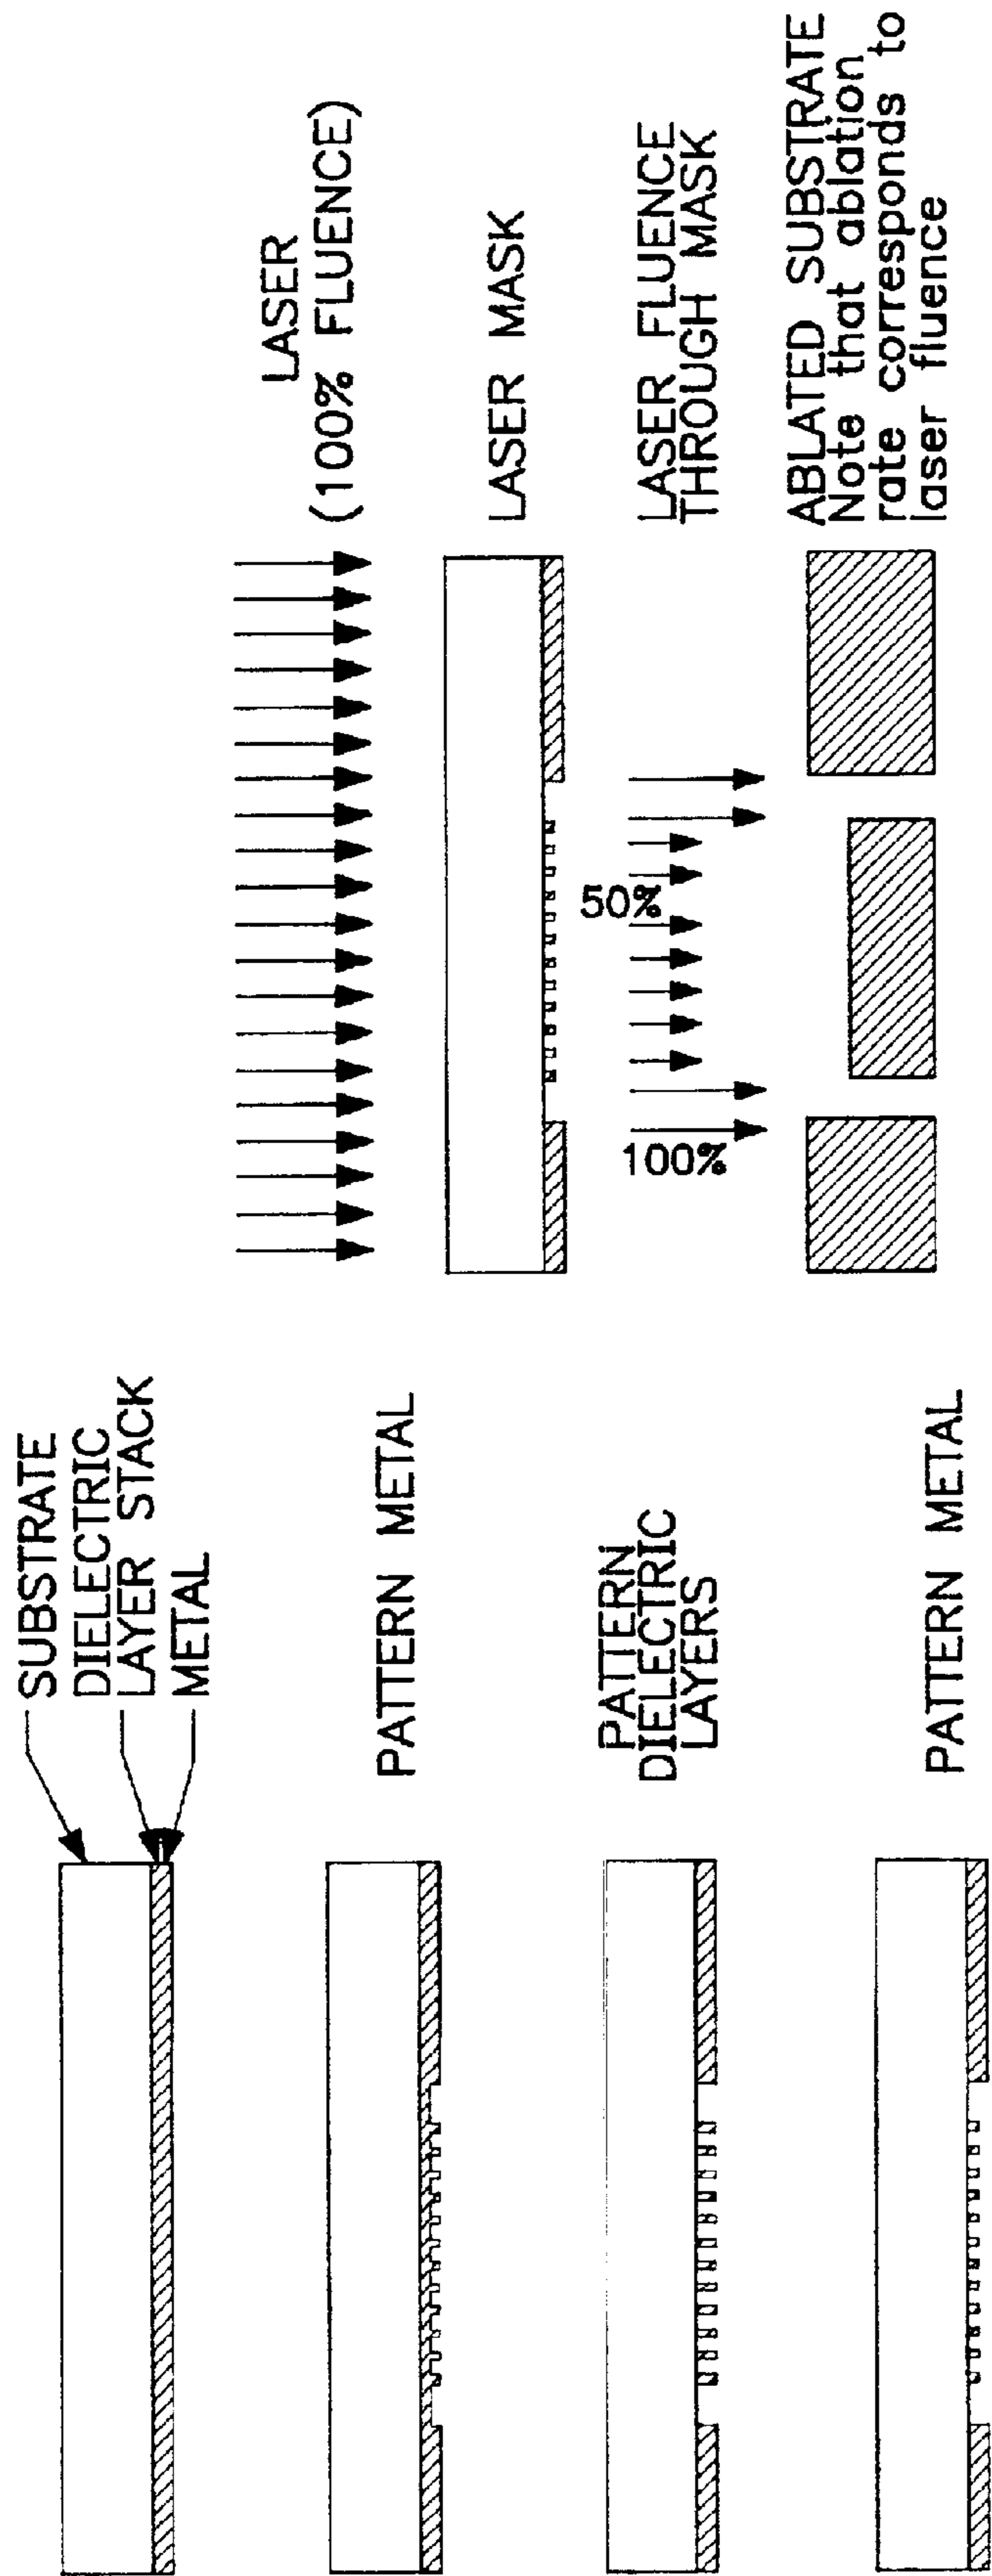 SUBSTRATE
DIELECTRIC
LAYER STACK
METAL
PATTERN METAL
PATTERN
DIELECTRIC
LAYERS
PATTERN METAL
LASER
(100% FLUENCE)
LASER MASK
50%
100%
LASER FLUENCE
THROUGH MASK
ABLATED SUBSTRATE
Note that ablation
rate corresponds to
laser fluence